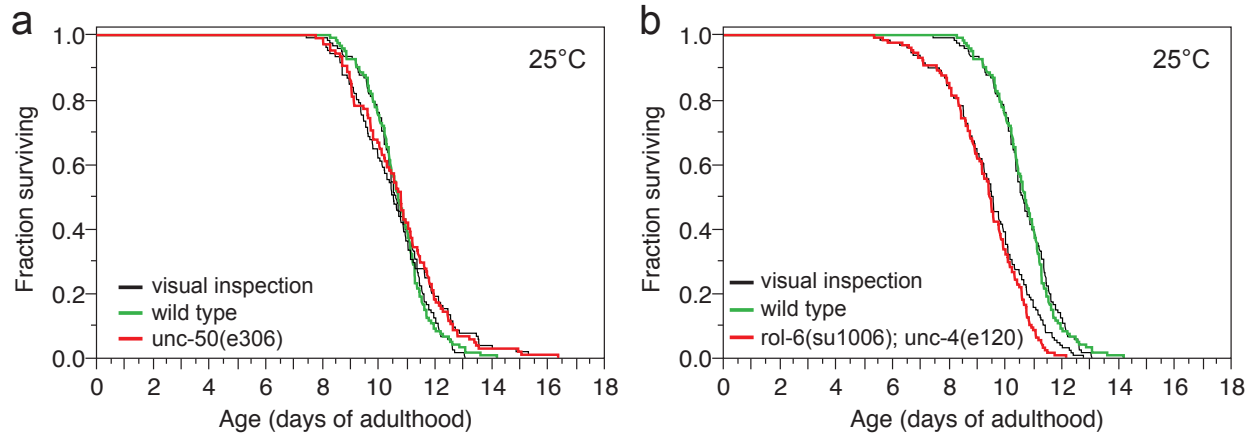 a
25°C
1.0
0.8
0.6
0.4
0.2
0.0
Fraction surviving
visual inspection
wild type
unc-50(e306)
0 2 4 6 8 10 12 14 16 18
Age (days of adulthood)
b
25°C
1.0
0.8
0.6
0.4
0.2
0.0
Fraction surviving
visual inspection
wild type
rol-6(su1006); unc-4(e120)
0 2 4 6 8 10 12 14 16 18
Age (days of adulthood)